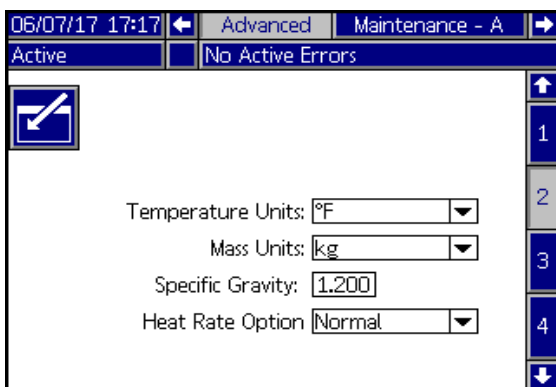 06/07/17 17:17 Advanced Maintenance - A
Active No Active Errors
1
2
Temperature Units: °F
Mass Units: kg
3
Specific Gravity: 1.200
Heat Rate Option Normal
4